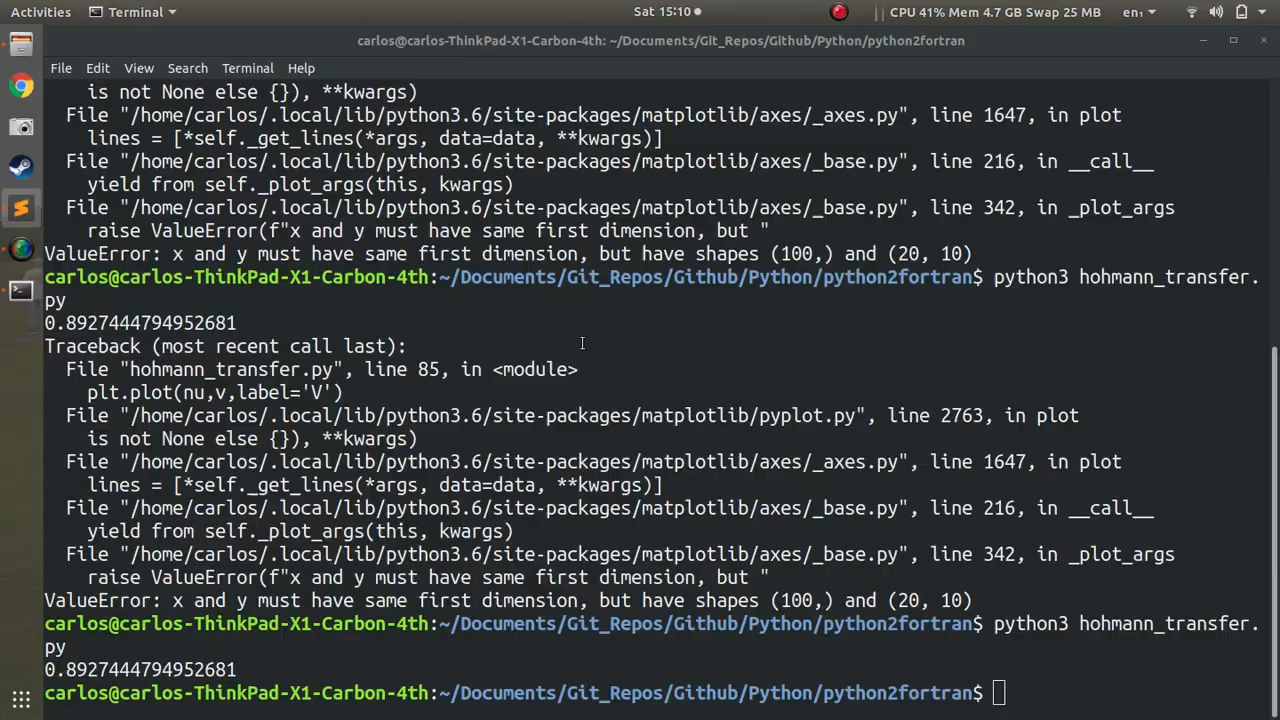 Activities Terminal Sat 15:10 CPU 41% Mem 4.7 GB Swap 25 MB en₁
carlos@carlos-ThinkPad-X1-Carbon-4th: ~/Documents/Git_Repos/Github/Python/python2fortran
File Edit View Search Terminal Help
is not None else {}), **kwargs)
File "/home/carlos/.local/lib/python3.6/site-packages/matplotlib/axes/_axes.py", line 1647, in plot
lines = [*self._get_lines(*args, data=data, **kwargs)]
File "/home/carlos/.local/lib/python3.6/site-packages/matplotlib/axes/_base.py", line 216, in __call__
yield from self._plot_args(this, kwargs)
File "/home/carlos/.local/lib/python3.6/site-packages/matplotlib/axes/_base.py", line 342, in _plot_args
raise ValueError(f"x and y must have same first dimension, but "
ValueError: x and y must have same first dimension, but have shapes (100,) and (20, 10)
carlos@carlos-ThinkPad-X1-Carbon-4th:~/Documents/Git_Repos/Github/Python/python2fortran$ python3 hohmann_transfer.
py
0.8927444794952681
Traceback (most recent call last):
File "hohmann_transfer.py", line 85, in <module>
plt.plot(nu,v,label='V')
File "/home/carlos/.local/lib/python3.6/site-packages/matplotlib/pyplot.py", line 2763, in plot
is not None else {}), **kwargs)
File "/home/carlos/.local/lib/python3.6/site-packages/matplotlib/axes/_axes.py", line 1647, in plot
lines = [*self._get_lines(*args, data=data, **kwargs)]
File "/home/carlos/.local/lib/python3.6/site-packages/matplotlib/axes/_base.py", line 216, in __call__
yield from self._plot_args(this, kwargs)
File "/home/carlos/.local/lib/python3.6/site-packages/matplotlib/axes/_base.py", line 342, in _plot_args
raise ValueError(f"x and y must have same first dimension, but "
ValueError: x and y must have same first dimension, but have shapes (100,) and (20, 10)
carlos@carlos-ThinkPad-X1-Carbon-4th:~/Documents/Git_Repos/Github/Python/python2fortran$ python3 hohmann_transfer.
py
0.8927444794952681
carlos@carlos-ThinkPad-X1-Carbon-4th:~/Documents/Git_Repos/Github/Python/python2fortran$